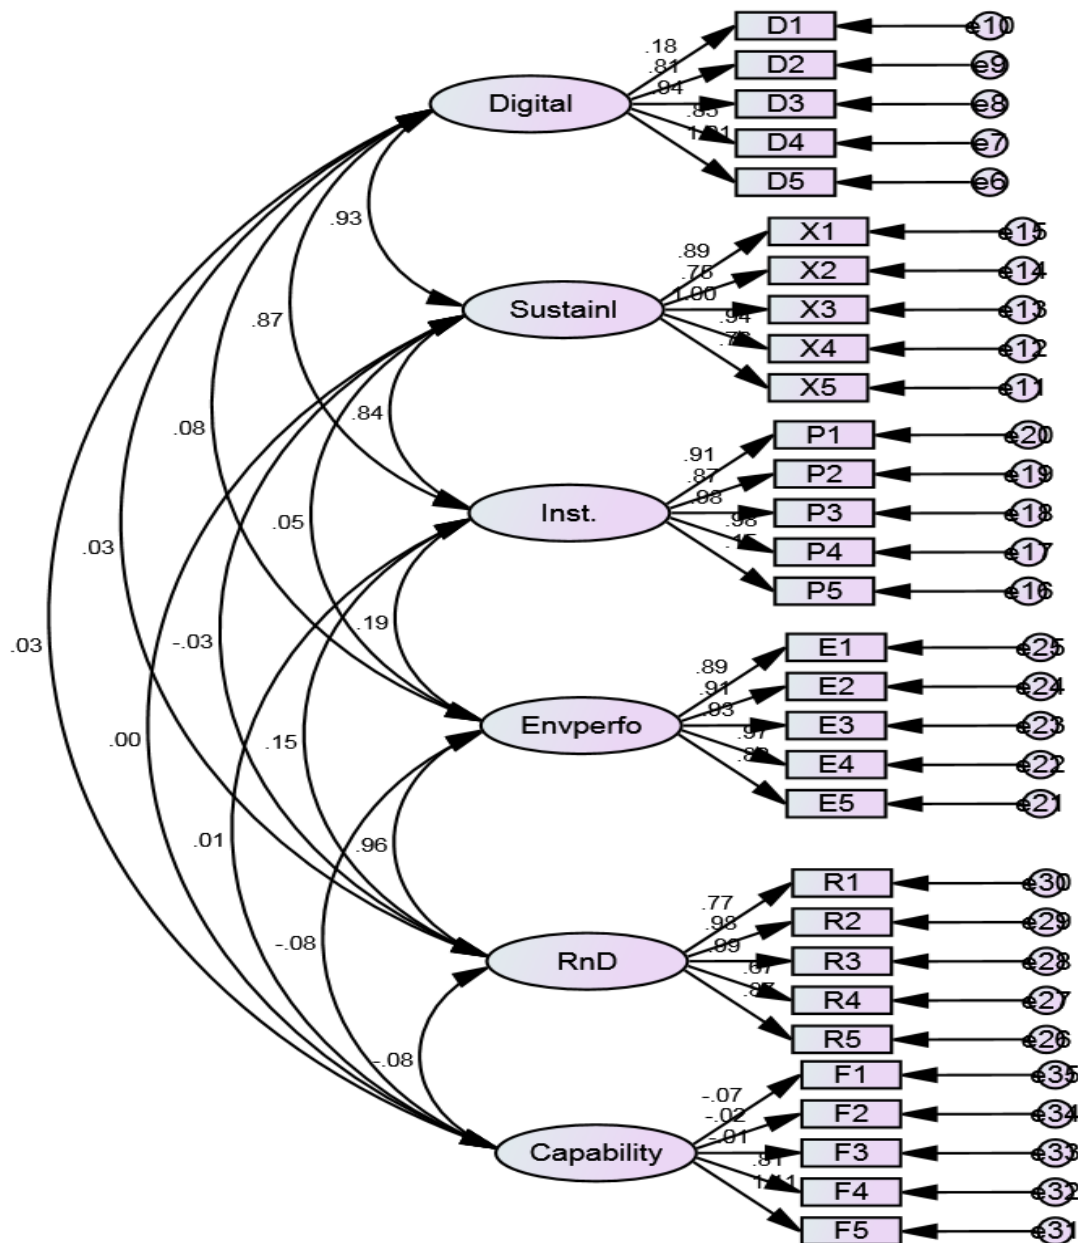 D1 e10
.18
D2 e9
.81
.94
Digital D3 e8
.85
D4 e7
1.01
D5 e6
.93
X1 e15
.89
X2 e14
.76
1.00
Sustainl X3 e13
.94
X4 e12
X5 e11
.87
.84
.08
P1 e20
.91
P2 e19
.87
.98
Inst. P3 e18
.05
.98
.03
P4 e17
P5 e16
.19
-.03
.03
E1 e25
.89
E2 e24
.91
.93
Envperfo E3 e23
.00
.15
.97
E4 e22
E5 e21
.01
.96
R1 e30
.77
R2 e29
.98
-.08
.99
RnD R3 e28
.67
.87
R4 e27
R5 e26
-.08
F1 e35
-.07
-.02
F2 e34
-.01
Capability F3 e33
.81
F4 e32
1.11
F5 e31